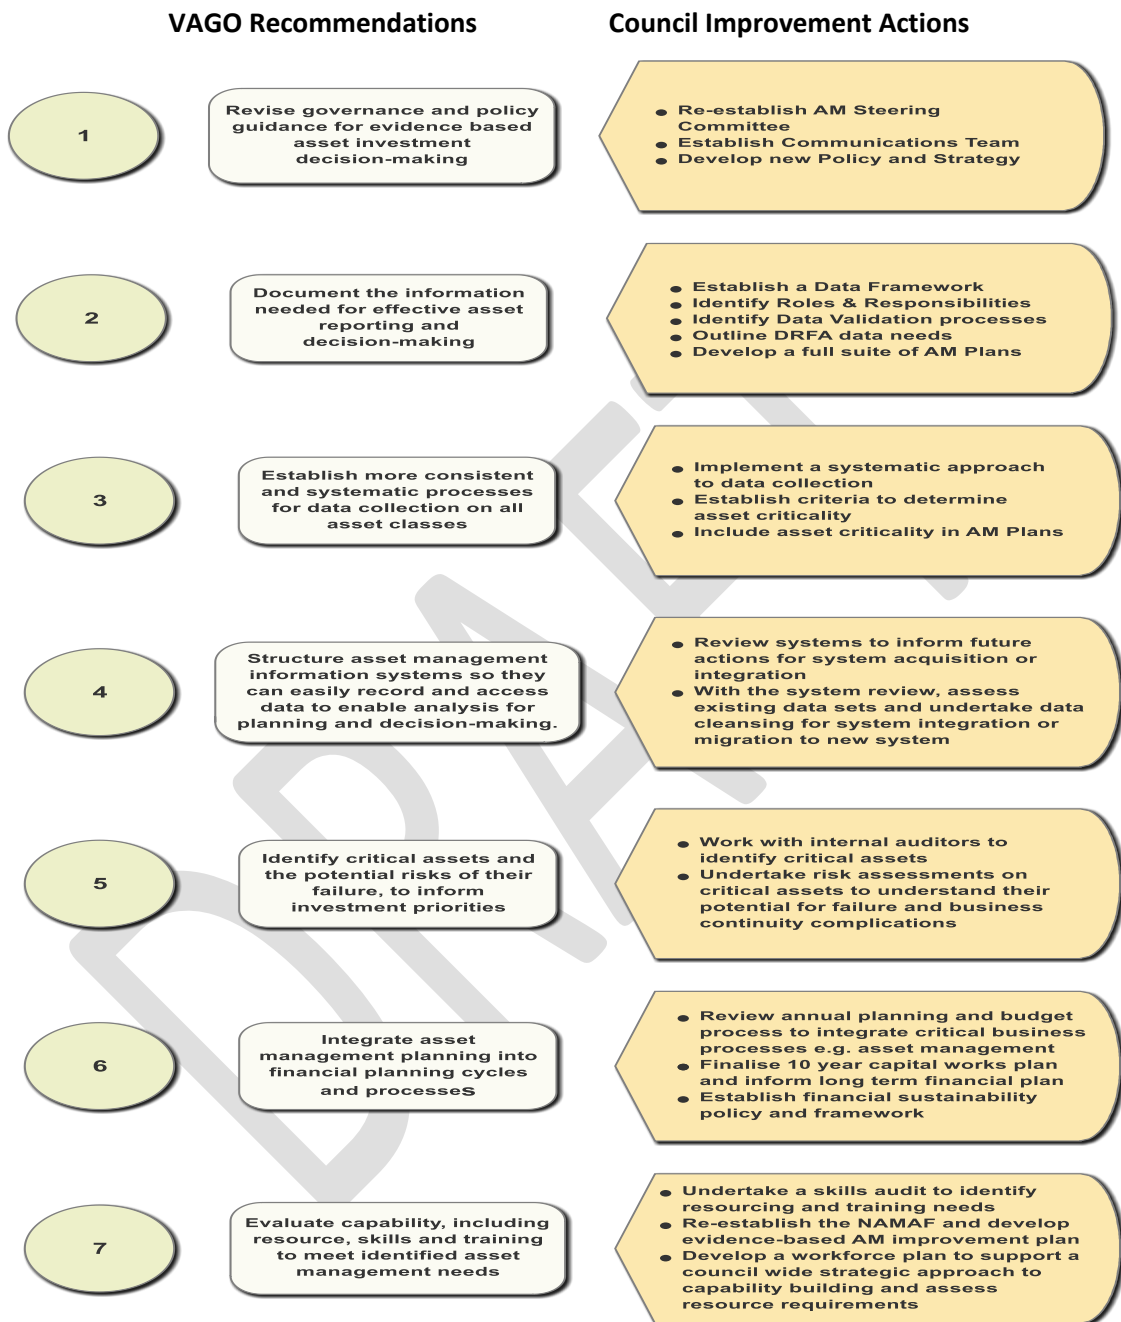 VAGO Recommendations
Council Improvement Actions
1
Revise governance and policy
guidance for evidence based
asset investment
decision-making
● Re-establish AM Steering
Committee
● Establish Communications Team
● Develop new Policy and Strategy
2
Document the information
needed for effective asset
reporting and
decision-making
● Establish a Data Framework
● Identify Roles & Responsibilities
● Identify Data Validation processes
● Outline DRFA data needs
● Develop a full suite of AM Plans
3
Establish more consistent
and systematic processes
for data collection on all
asset classes
● Implement a systematic approach
to data collection
● Establish criteria to determine
asset criticality
● Include asset criticality in AM Plans
4
Structure asset management
information systems so they
can easily record and access
data to enable analysis for
planning and decision-making.
● Review systems to inform future
actions for system acquisition or
integration
● With the system review, assess
existing data sets and undertake data
cleansing for system integration or
migration to new system
5
Identify critical assets and
the potential risks of their
failure, to inform
investment priorities
● Work with internal auditors to
identify critical assets
● Undertake risk assessments on
critical assets to understand their
potential for failure and business
continuity complications
6
Integrate asset
management planning into
financial planning cycles
and processes
● Review annual planning and budget
process to integrate critical business
processes e.g. asset management
● Finalise 10 year capital works plan
and inform long term financial plan
● Establish financial sustainability
policy and framework
7
Evaluate capability, including
resource, skills and training
to meet identified asset
management needs
● Undertake a skills audit to identify
resourcing and training needs
● Re-establish the NAMAF and develop
evidence-based AM improvement plan
● Develop a workforce plan to support a
council wide strategic approach to
capability building and assess
resource requirements
DRAFT